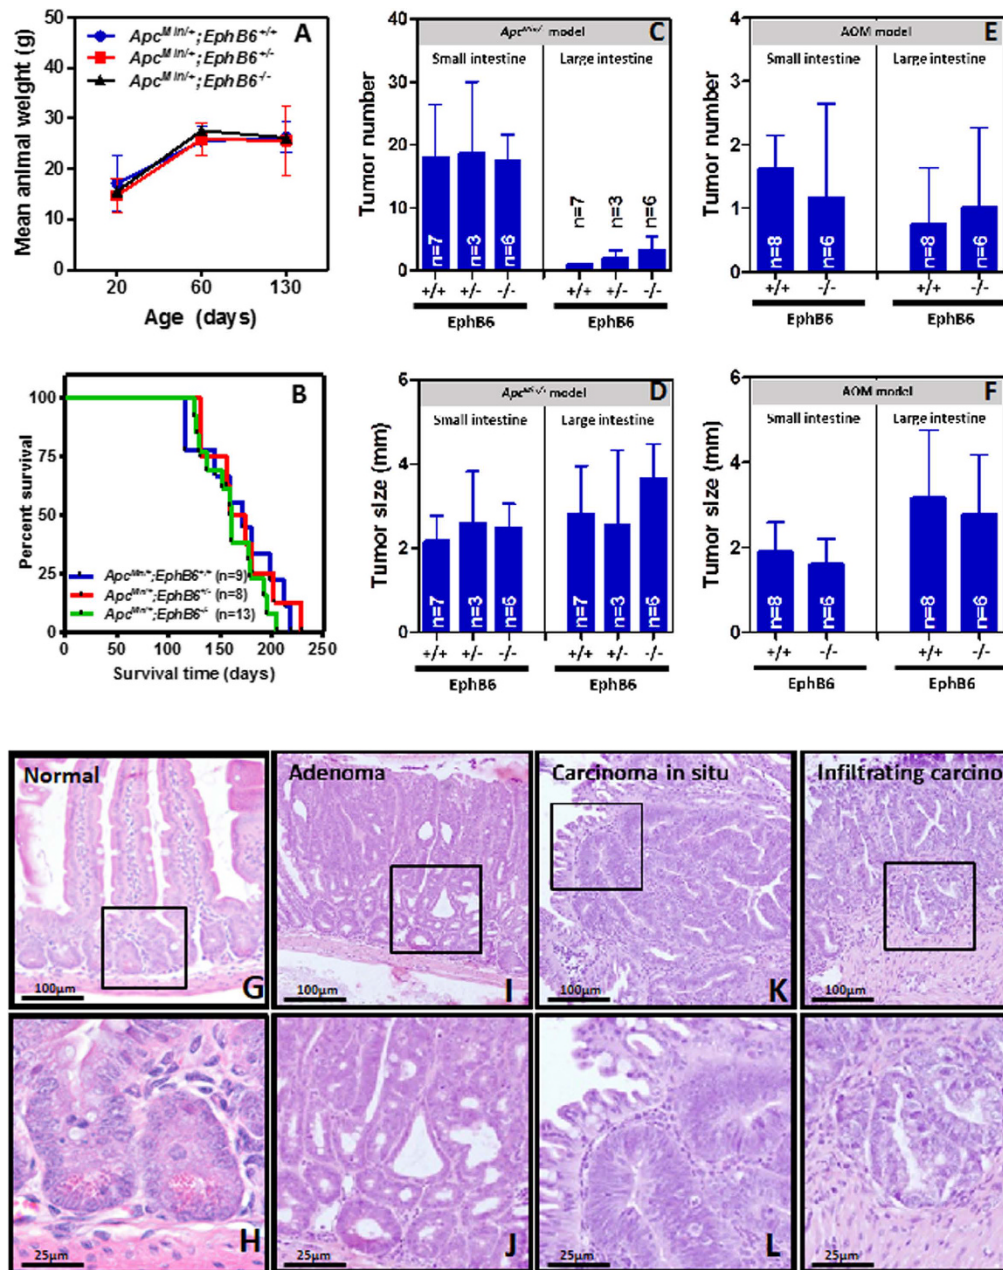 A
50
40
30
20
10
0
Mean animal weight (g)
Apc^Min/+;EphB6^+/+
Apc^Min/+;EphB6^+/-
Apc^Min/+;EphB6^-/-
20 60 130
Age (days)
C
Apc^Min/+ model
Small intestine Large intestine
Tumor number
40
30
20
10
0
n=7 n=3 n=6 n=7 n=3 n=6
+/+ +/- -/- +/+ +/- -/-
EphB6 EphB6
E
AOM model
Small intestine Large intestine
Tumor number
4
3
2
1
0
n=8 n=6 n=8 n=6
+/+ -/- +/+ -/-
EphB6 EphB6
B
Percent survival
100
75
50
25
0
Apc^Min/+;EphB6^+/+ (n=9)
Apc^Min/+;EphB6^+/- (n=8)
Apc^Min/+;EphB6^-/- (n=13)
0 50 100 150 200 250
Survival time (days)
D
Apc^Min/+ model
Small intestine Large intestine
Tumor size (mm)
6
4
2
0
n=7 n=3 n=6 n=7 n=3 n=6
+/+ +/- -/- +/+ +/- -/-
EphB6 EphB6
F
AOM model
Small intestine Large intestine
Tumor size (mm)
6
4
2
0
n=8 n=6 n=8 n=6
+/+ -/- +/+ -/-
EphB6 EphB6
Normal
100µm
G
Adenoma
100µm
I
Carcinoma in situ
100µm
K
Infiltrating carcino
100µm
25µm
H
25µm
J
25µm
L
25µm